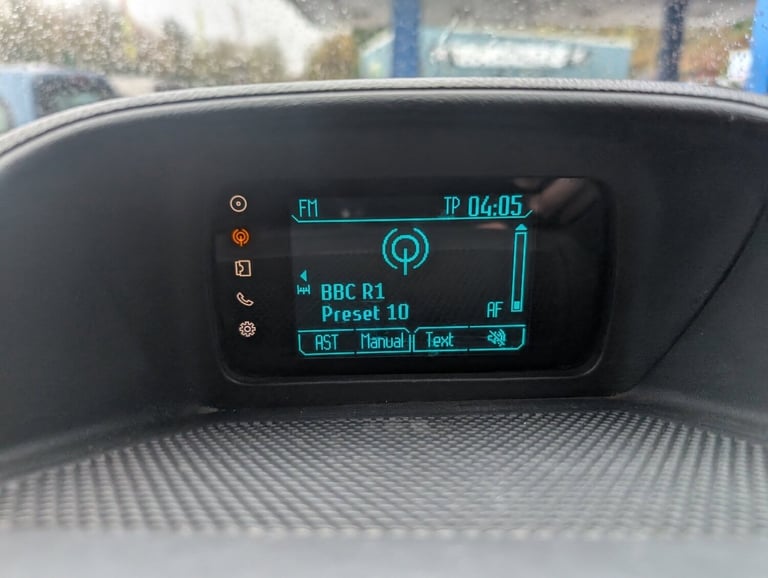 FM TP 04:05
BBC R1
Preset 10 AF
AST Manual Text